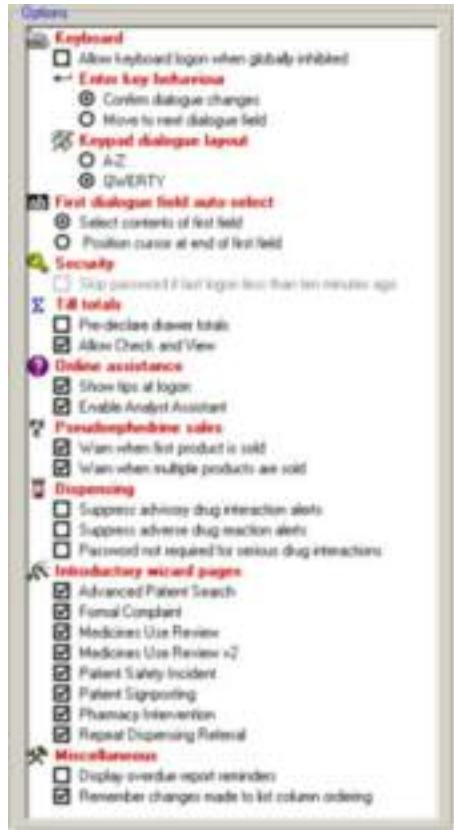 Options
Keyboard
Allow keyboard logon when globally inhibited
Enter key behaviour
Confirm dialogue changes
Move to next dialogue field
Keypad dialogue layout
A-Z
QWERTY
First dialogue field auto select
Select contents of first field
Position cursor at end of first field
Security
Skip password if last logon less than ten minutes ago
Till totals
Pre-declare drawer totals
Allow Check and View
Online assistance
Show tips at logon
Enable Analyst Assistant
Pseudoephedrine sales
Warn when first product is sold
Warn when multiple products are sold
Dispensing
Suppress advisory drug interaction alerts
Suppress adverse drug reaction alerts
Password not required for serious drug interactions
Introductory wizard pages
Advanced Patient Search
Formal Complaint
Medicines Use Review
Medicines Use Review v2
Patient Safety Incident
Patient Signposting
Pharmacy Intervention
Repeat Dispensing Referral
Miscellaneous
Display overdue report reminders
Remember changes made to list column ordering